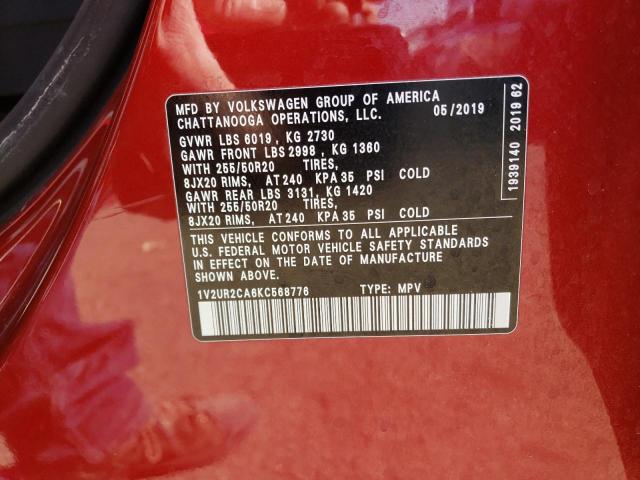 MFD BY VOLKSWAGEN GROUP OF AMERICA
CHATTANOOGA OPERATIONS, LLC. 05/2019
GVWR LBS 6019 , KG 2730
GAWR FRONT LBS 2998 , KG 1360
WITH 255/50R20 TIRES,
8JX20 RIMS, AT 240 KPA 35 PSI COLD
GAWR REAR LBS 3131, KG 1420
WITH 255/50R20 TIRES,
8JX20 RIMS, AT 240 KPA 35 PSI COLD
THIS VEHICLE CONFORMS TO ALL APPLICABLE
U.S. FEDERAL MOTOR VEHICLE SAFETY STANDARDS
IN EFFECT ON THE DATE OF MANUFACTURE
SHOWN ABOVE.
1V2UR2CA6KC568776 TYPE: MPV
1939140 2019 62